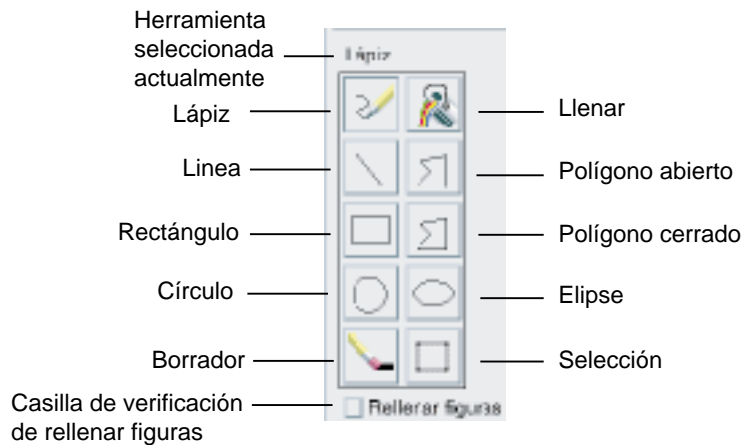 Herramienta
seleccionada
actualmente
Lápiz
Lápiz
Llenar
Linea
Polígono abierto
Rectángulo
Polígono cerrado
Círculo
Elipse
Borrador
Selección
Casilla de verificación
de rellenar figuras
Rellenar figuras